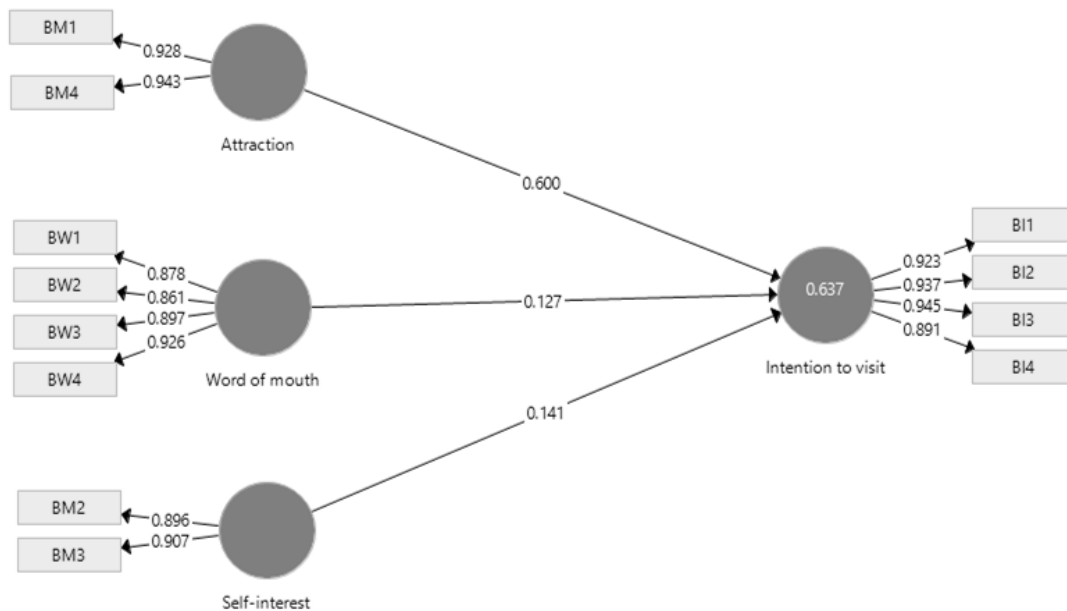 BM1
0.928
BM4
0.943
Attraction
0.600
BW1
0.878
BW2
0.861
BW3
0.897
BW4
0.926
Word of mouth
0.127
0.637
Intention to visit
BI1
0.923
BI2
0.937
BI3
0.945
BI4
0.891
0.141
BM2
0.896
BM3
0.907
Self-interest